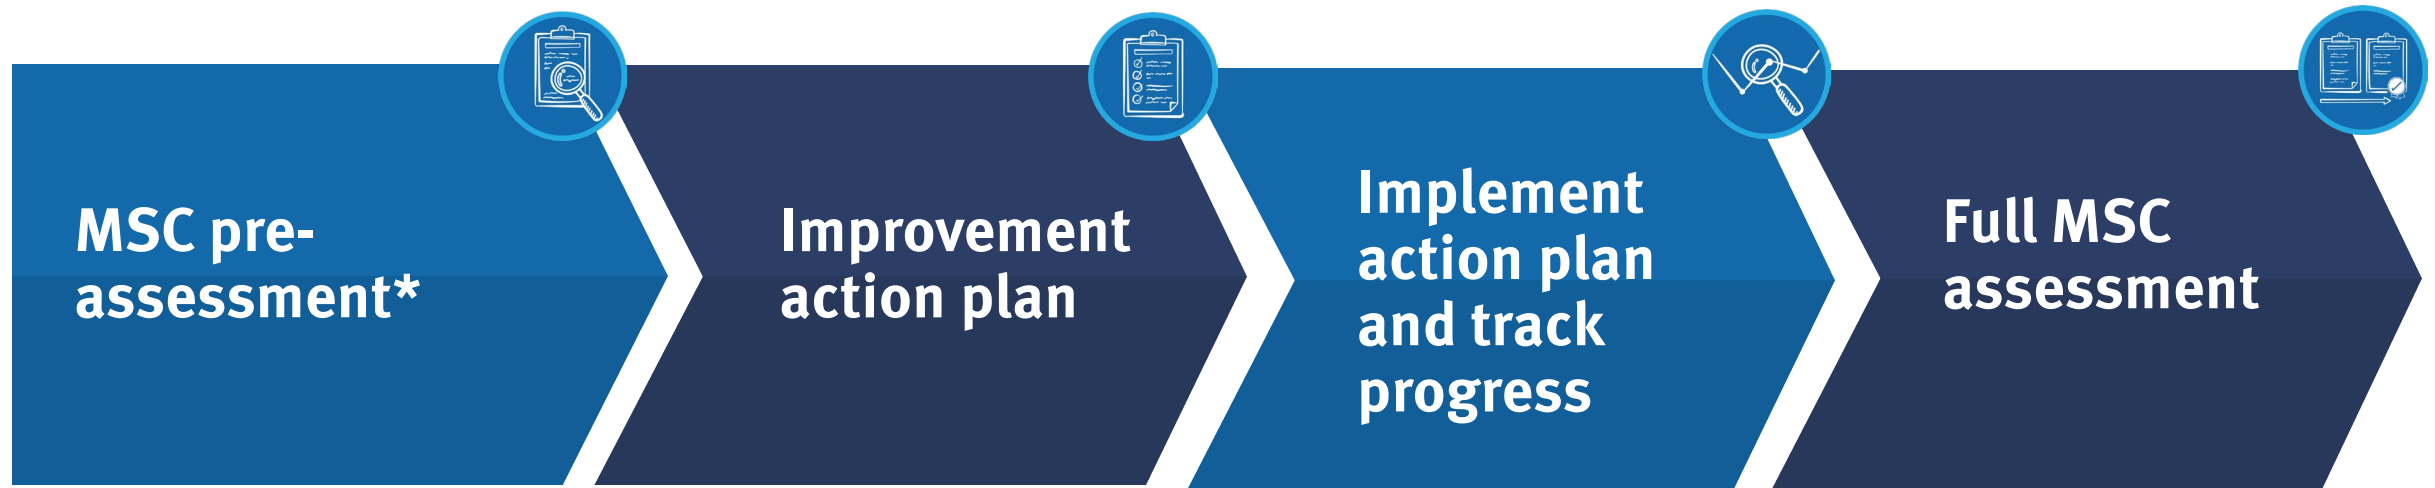 MSC pre-
assessment*
Improvement
action plan
Implement
action plan
and track
progress
Full MSC
assessment